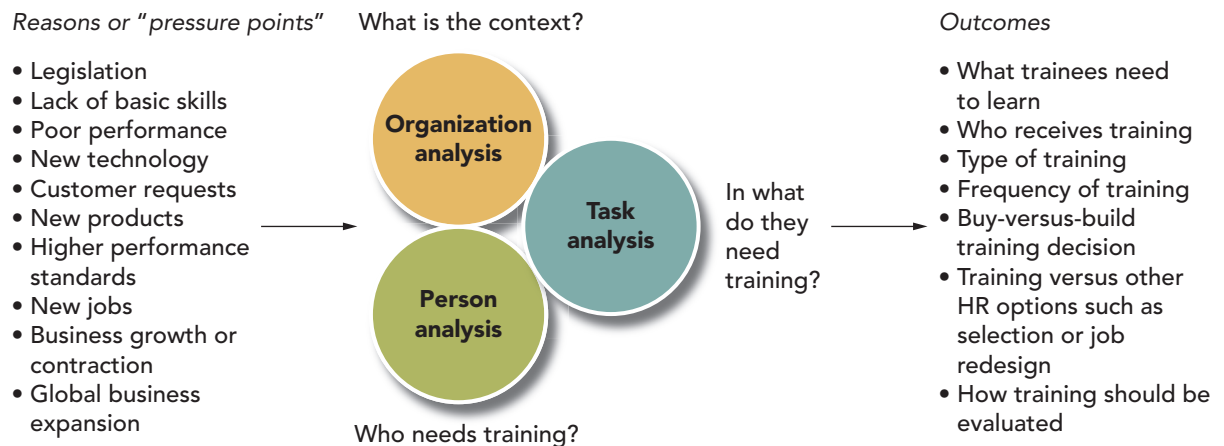 Reasons or “pressure points”
• Legislation
• Lack of basic skills
• Poor performance
• New technology
• Customer requests
• New products
• Higher performance
standards
• New jobs
• Business growth or
contraction
• Global business
expansion
What is the context?
Organization
analysis
Task
analysis
Person
analysis
Who needs training?
In what
do they
need
training?
Outcomes
• What trainees need
to learn
• Who receives training
• Type of training
• Frequency of training
• Buy-versus-build
training decision
• Training versus other
HR options such as
selection or job
redesign
• How training should be
evaluated